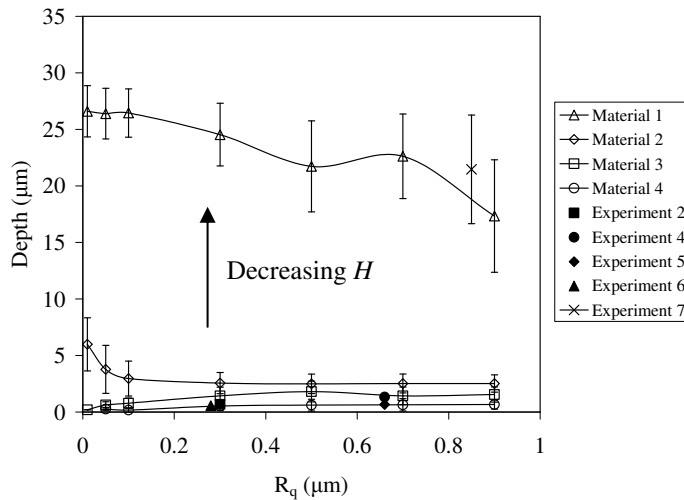 35
30
25
20
15
10
5
0
Depth (μm)
Decreasing H
0
0.2
0.4
0.6
0.8
1
R_q (μm)
Material 1
Material 2
Material 3
Material 4
Experiment 2
Experiment 4
Experiment 5
Experiment 6
Experiment 7